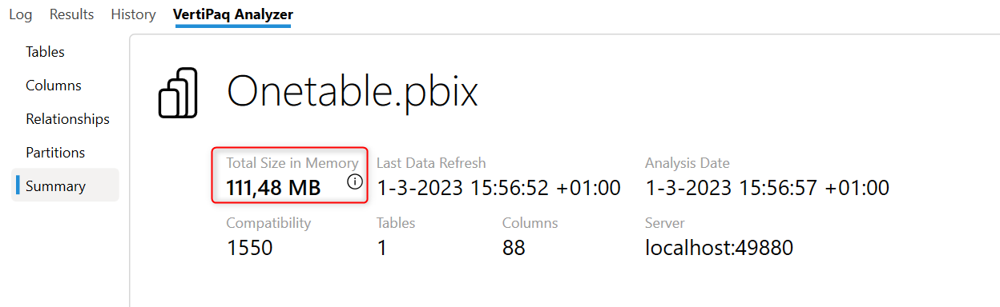 Log Results History VertiPaq Analyzer
Tables
Columns
Relationships
Partitions
Summary
Onetable.pbix
Total Size in Memory Last Data Refresh Analysis Date
111,48 MB 1-3-2023 15:56:52 +01:00 1-3-2023 15:56:57 +01:00
Compatibility Tables Columns Server
1550 1 88 localhost:49880